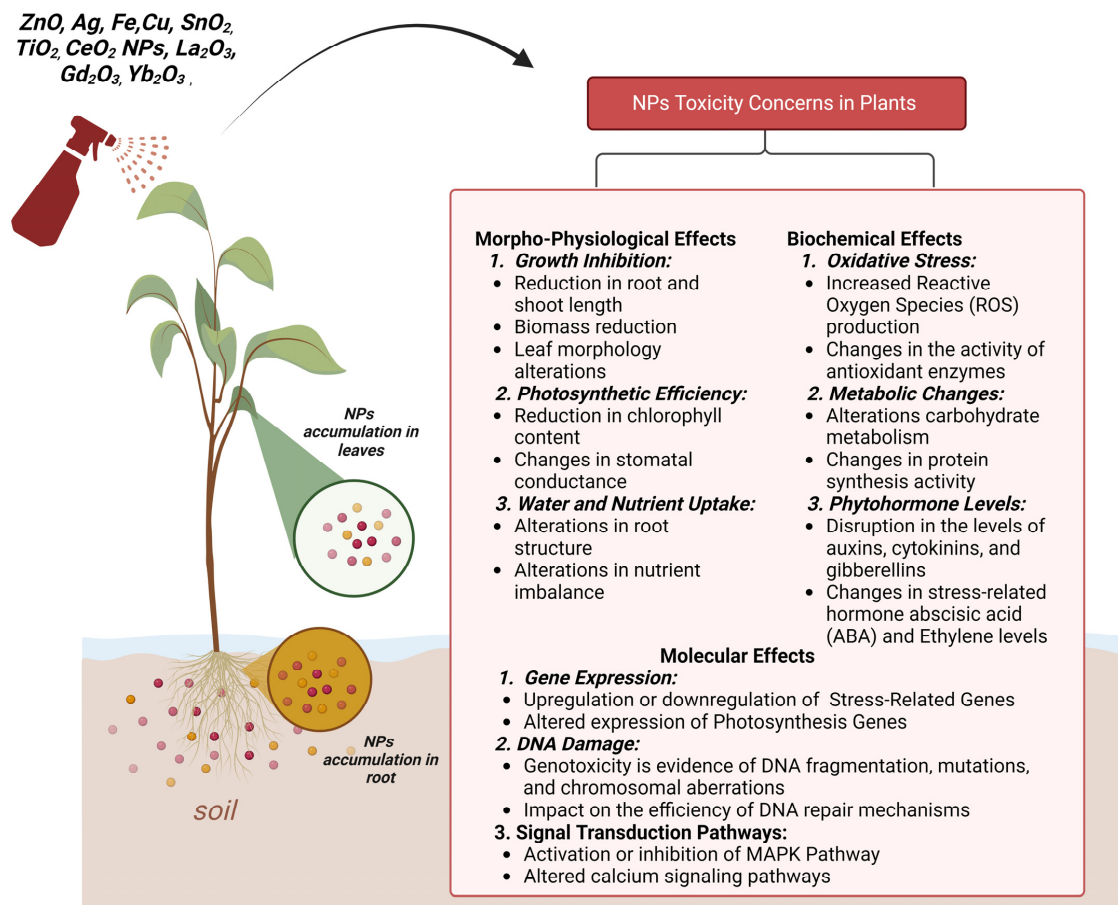 ZnO, Ag, Fe,Cu, SnO₂,
TiO₂, CeO₂ NPs, La₂O₃,
Gd₂O₃, Yb₂O₃ ,
NPs Toxicity Concerns in Plants
Morpho-Physiological Effects
1. Growth Inhibition:
• Reduction in root and
shoot length
• Biomass reduction
• Leaf morphology
alterations
2. Photosynthetic Efficiency:
• Reduction in chlorophyll
content
• Changes in stomatal
conductance
3. Water and Nutrient Uptake:
• Alterations in root
structure
• Alterations in nutrient
imbalance
Biochemical Effects
1. Oxidative Stress:
• Increased Reactive
Oxygen Species (ROS)
production
• Changes in the activity of
antioxidant enzymes
2. Metabolic Changes:
• Alterations carbohydrate
metabolism
• Changes in protein
synthesis activity
3. Phytohormone Levels:
• Disruption in the levels of
auxins, cytokinins, and
gibberellins
• Changes in stress-related
hormone abscisic acid
(ABA) and Ethylene levels
Molecular Effects
1. Gene Expression:
• Upregulation or downregulation of Stress-Related Genes
• Altered expression of Photosynthesis Genes
2. DNA Damage:
• Genotoxicity is evidence of DNA fragmentation, mutations,
and chromosomal aberrations
• Impact on the efficiency of DNA repair mechanisms
3. Signal Transduction Pathways:
• Activation or inhibition of MAPK Pathway
• Altered calcium signaling pathways
NPs
accumulation in
leaves
NPs
accumulation in
root
soil